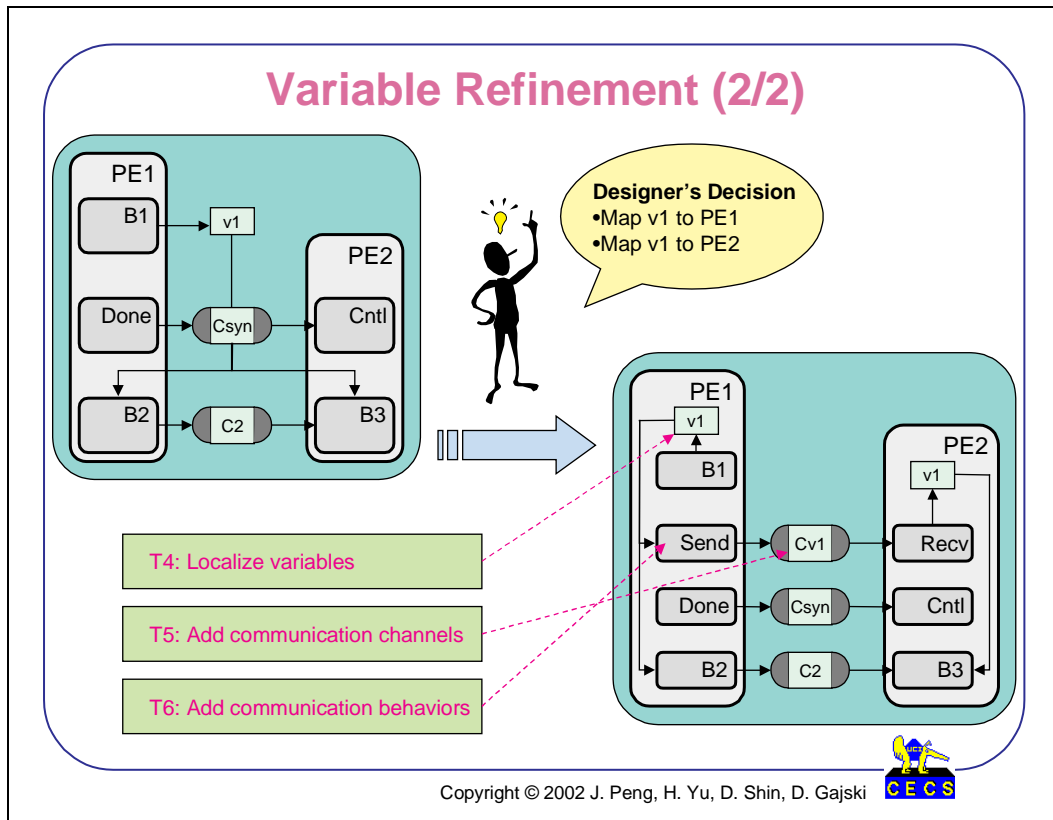 Variable Refinement (2/2)
PE1
B1
v1
PE2
Done
Csyn
Cntl
B2
C2
B3
Designer's Decision
•Map v1 to PE1
•Map v1 to PE2
PE1
v1
B1
PE2
v1
Send
Cv1
Recv
Done
Csyn
Cntl
B2
C2
B3
T4: Localize variables
T5: Add communication channels
T6: Add communication behaviors
Copyright © 2002 J. Peng, H. Yu, D. Shin, D. Gajski
UCI
CECS